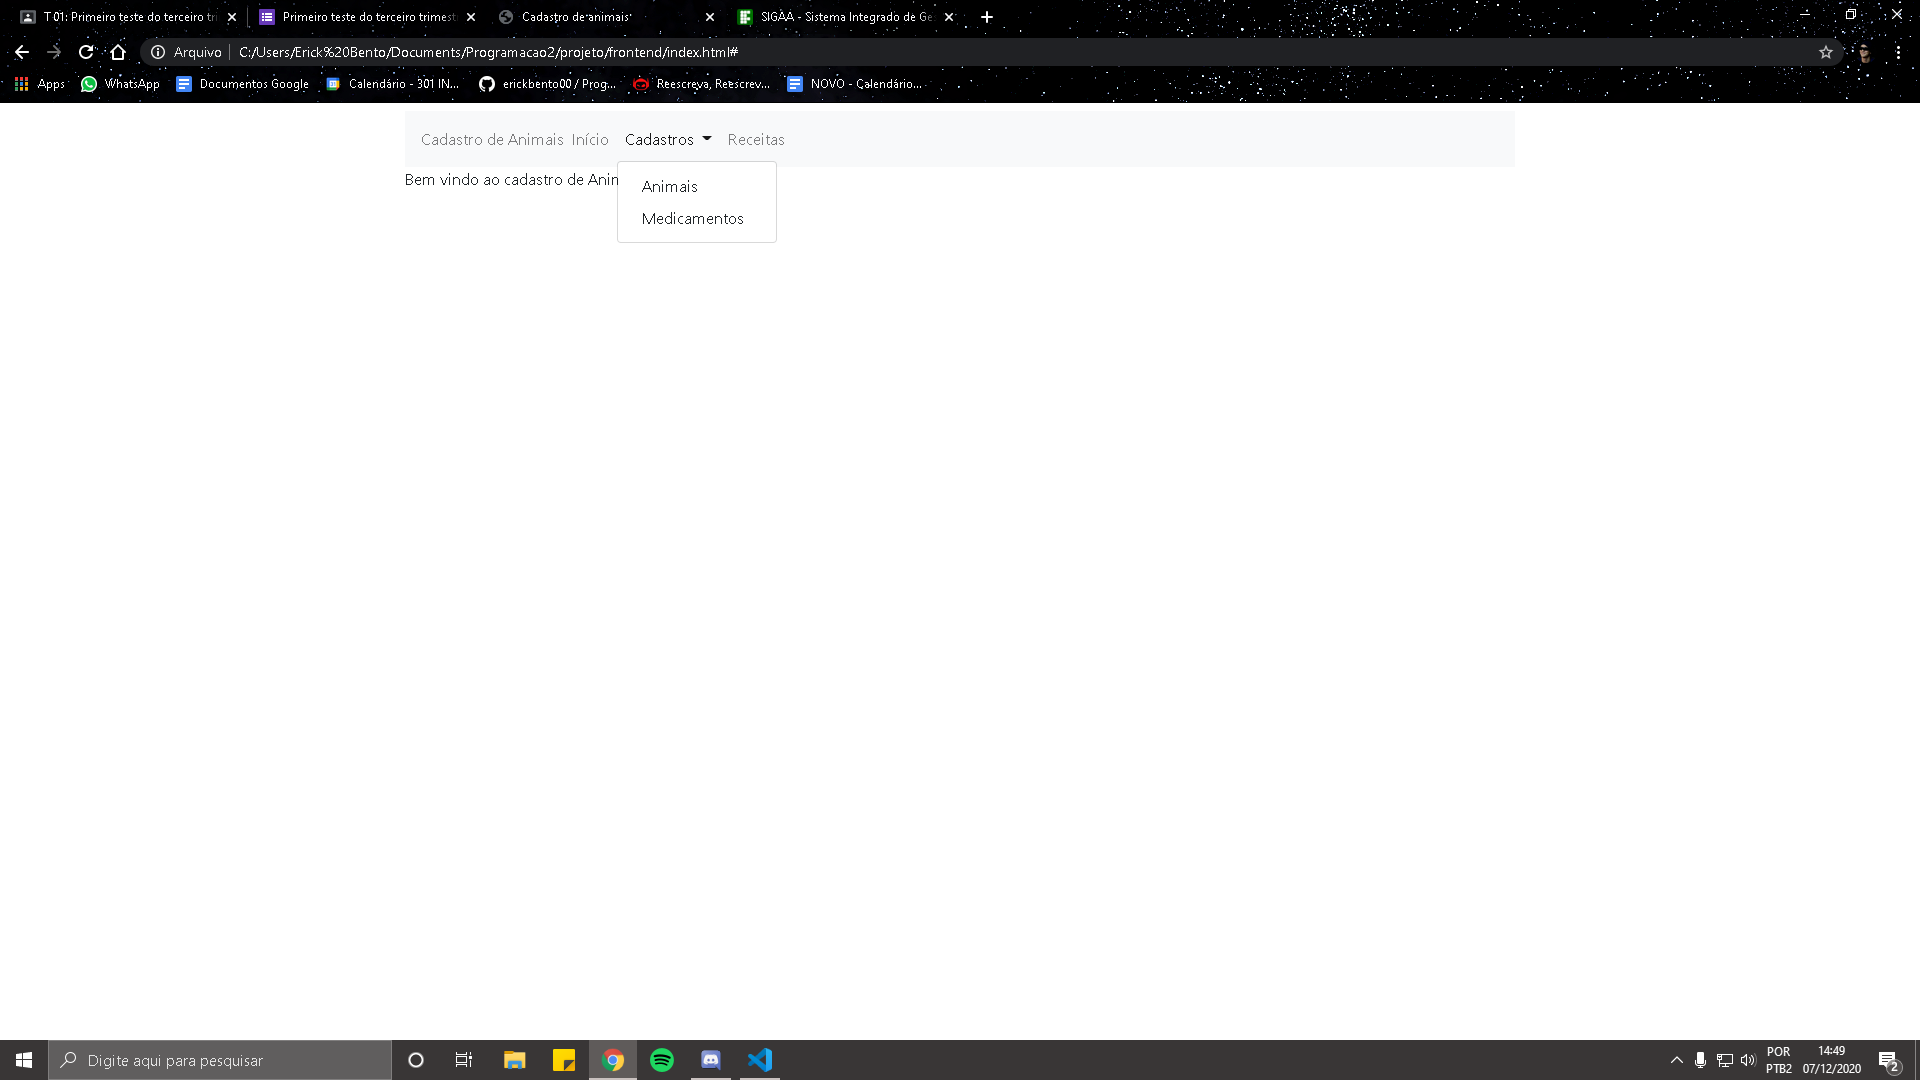 T 01: Primeiro teste do terceiro tri
Primeiro teste do terceiro trimest
Cadastro de animais
SIGAA - Sistema Integrado de Ge
Arquivo
C:/Users/Erick%20Bento/Documents/Programacao2/projeto/frontend/index.html#
Apps
WhatsApp
Documentos Google
Calendário - 301 IN...
erickbento00 / Prog...
Reescreva, Reescrev...
NOVO - Calendário...
Cadastro de Animais Início Cadastros Receitas
Bem vindo ao cadastro de Anim
Animais
Medicamentos
Digite aqui para pesquisar
POR
PTB2
14:49
07/12/2020
2